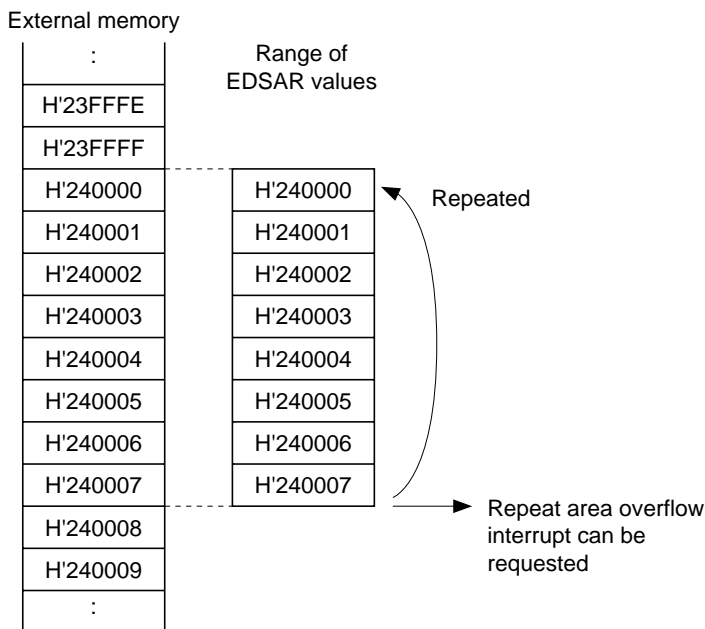 External memory
:
H'23FFFE
H'23FFFF
H'240000
H'240001
H'240002
H'240003
H'240004
H'240005
H'240006
H'240007
H'240008
H'240009
:
Range of
EDSAR values
H'240000
H'240001
H'240002
H'240003
H'240004
H'240005
H'240006
H'240007
Repeated
Repeat area overflow
interrupt can be
requested